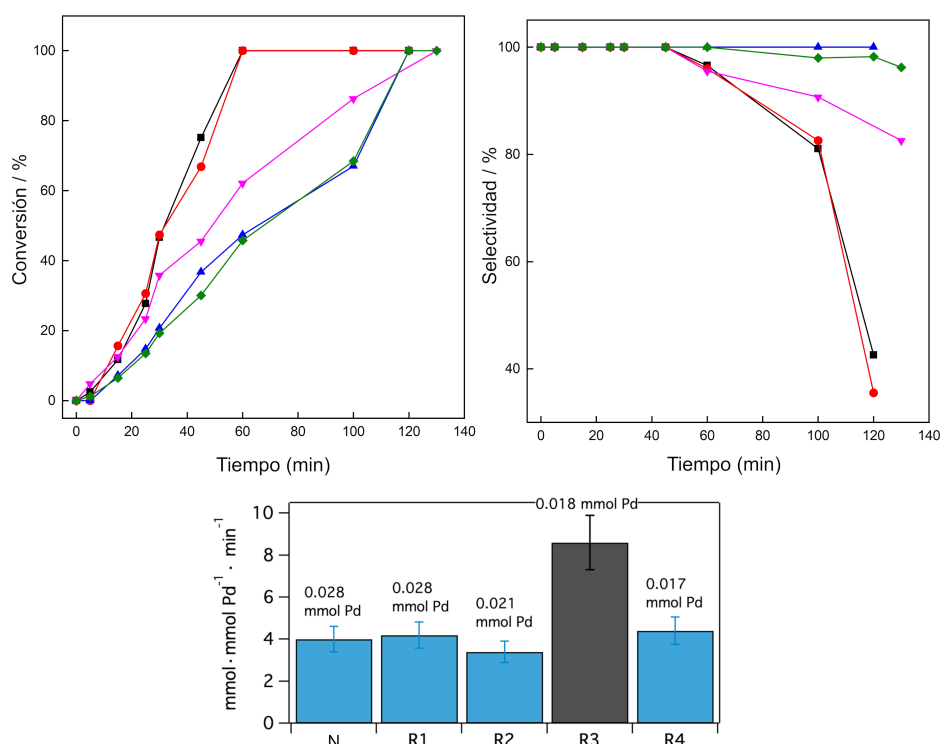 Conversión / %
100
80
60
40
20
0
0 20 40 60 80 100 120 140
Tiempo (min)
Selectividad / %
100
80
60
40
0 20 40 60 80 100 120 140
Tiempo (min)
mmol·mmol Pd⁻¹ · min⁻¹
10
8
6
4
2
0
0.028
mmol Pd
0.028
mmol Pd
0.021
mmol Pd
0.018 mmol Pd
0.017
mmol Pd
N R1 R2 R3 R4